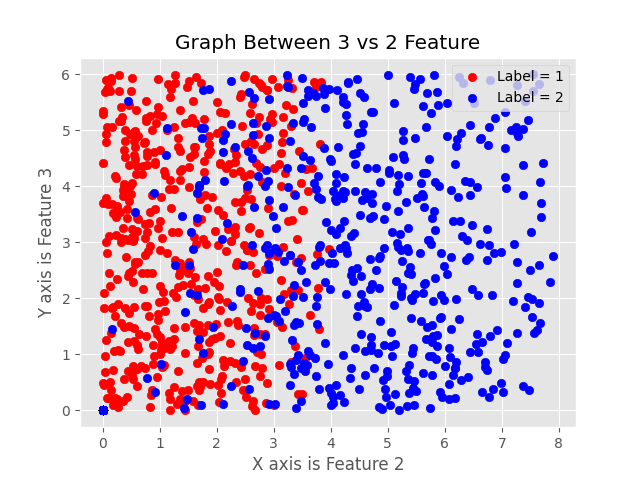 Graph Between 3 vs 2 Feature
Label = 1
Label = 2
6
5
4
3
2
1
0
Y axis is Feature 3
0 1 2 3 4 5 6 7 8
X axis is Feature 2